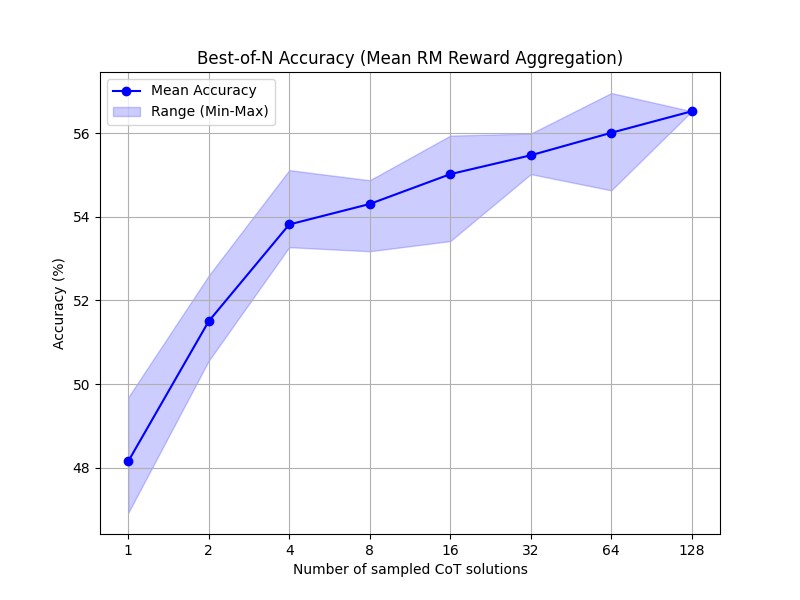 Best-of-N Accuracy (Mean RM Reward Aggregation)
Mean Accuracy
Range (Min-Max)
Accuracy (%)
56
54
52
50
48
1 2 4 8 16 32 64 128
Number of sampled CoT solutions